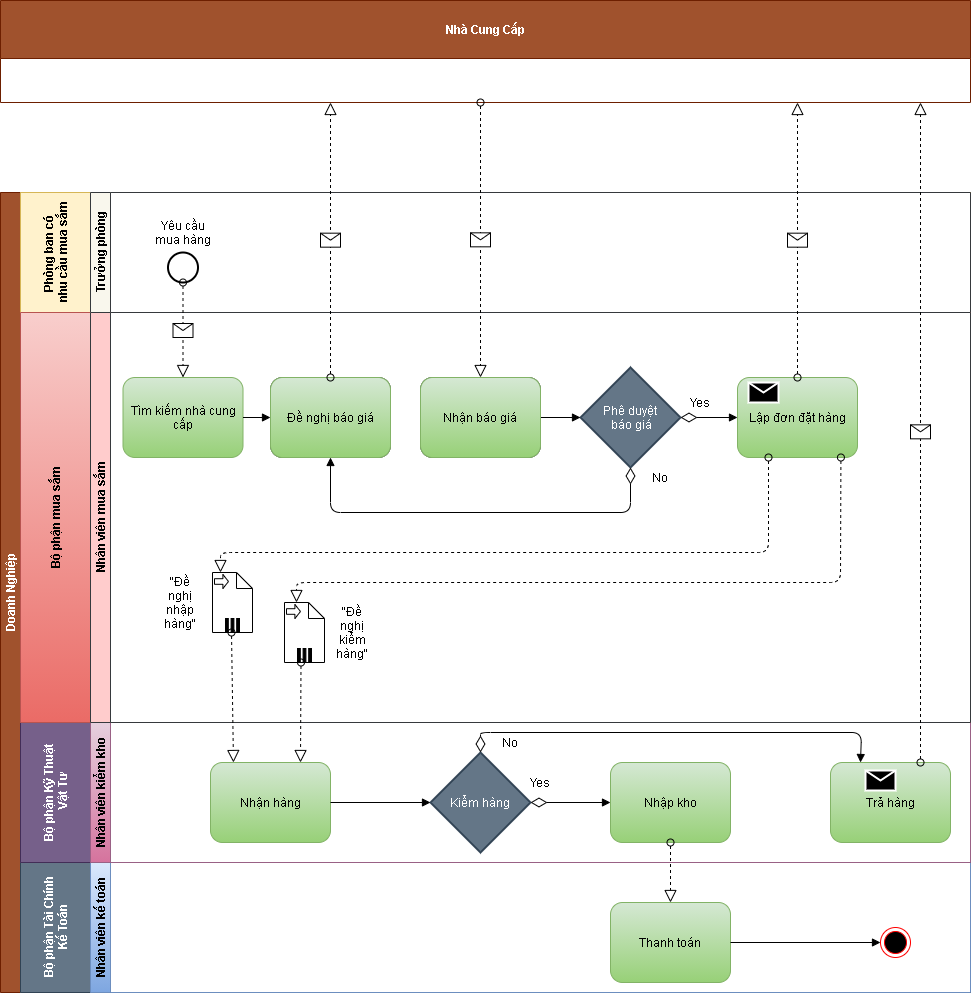 Nhà Cung Cấp
Doanh Nghiệp
Phòng ban có
nhu cầu mua sắm
Trưởng phòng
Yêu cầu
mua hàng
Bộ phận mua sắm
Nhân viên mua sắm
Tìm kiếm nhà cung
cấp
Đề nghị báo giá
Nhận báo giá
Phê duyệt
báo giá
Yes
No
Lập đơn đặt hàng
"Đề
nghị
nhập
hàng"
"Đề
nghị
kiểm
hàng"
Bộ phận Kỹ Thuật
Vật Tư
Nhân viên kiểm kho
Nhận hàng
Kiểm hàng
No
Yes
Nhập kho
Trả hàng
Bộ phận Tài Chính
Kế Toán
Nhân viên kế toán
Thanh toán